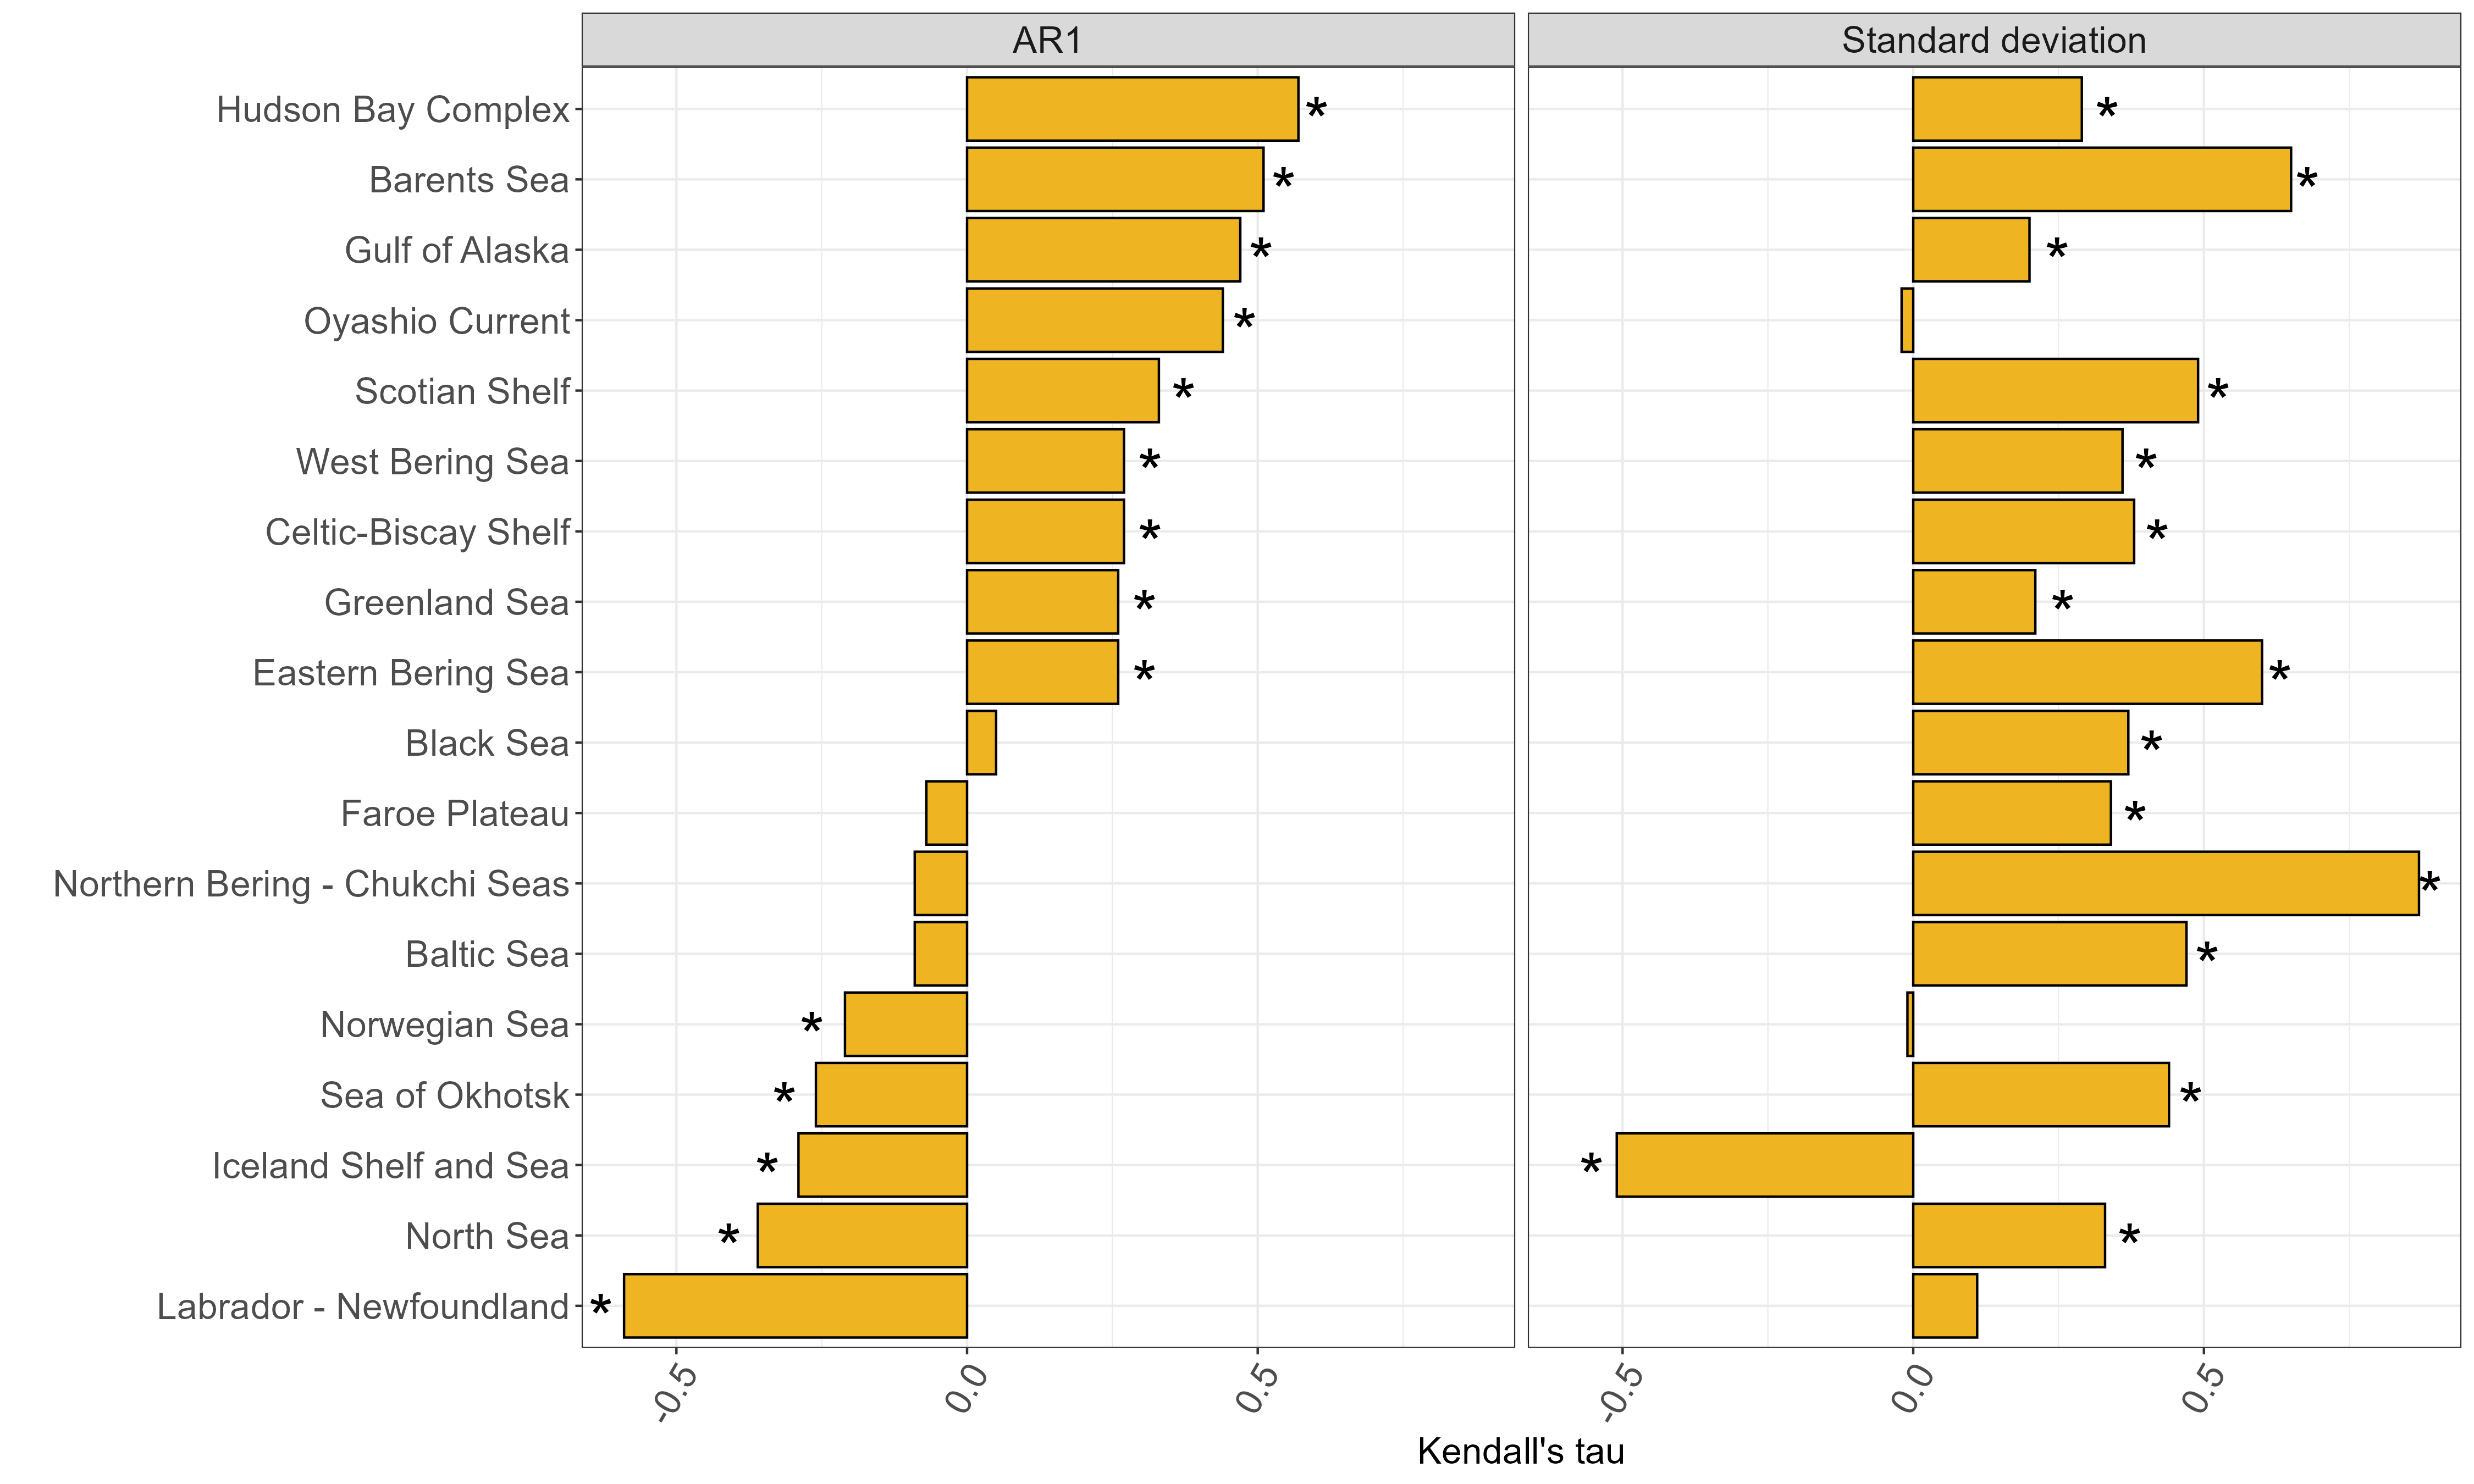 AR1
Standard deviation
Hudson Bay Complex
*
*
Barents Sea
*
*
Gulf of Alaska
*
*
Oyashio Current
*
Scotian Shelf
*
*
West Bering Sea
*
*
Celtic-Biscay Shelf
*
*
Greenland Sea
*
*
Eastern Bering Sea
*
*
Black Sea
*
Faroe Plateau
*
Northern Bering - Chukchi Seas
*
Baltic Sea
*
Norwegian Sea
*
Sea of Okhotsk
*
*
Iceland Shelf and Sea
*
*
North Sea
*
*
Labrador - Newfoundland
*
-0.5
0.0
0.5
-0.5
0.0
0.5
Kendall's tau